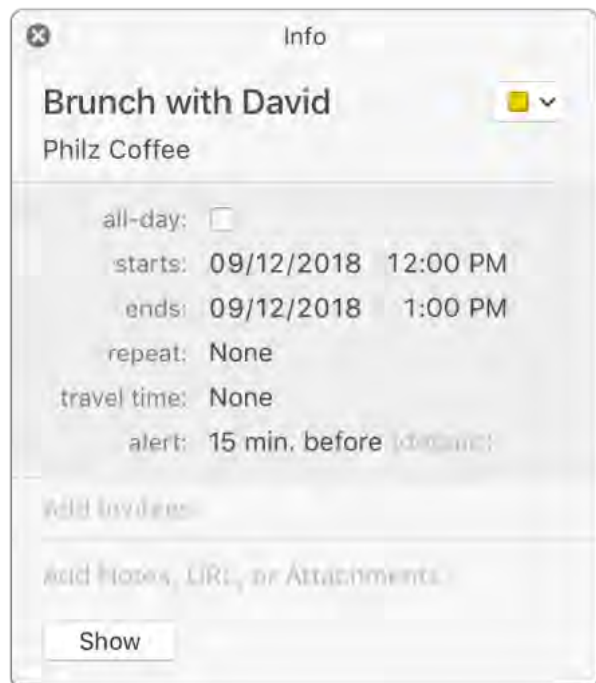 Info
Brunch with David
Philz Coffee
all-day:
starts: 09/12/2018 12:00 PM
ends: 09/12/2018 1:00 PM
repeat: None
travel time: None
alert: 15 min. before (default)
Add Invitees
Add Notes, URL, or Attachments
Show